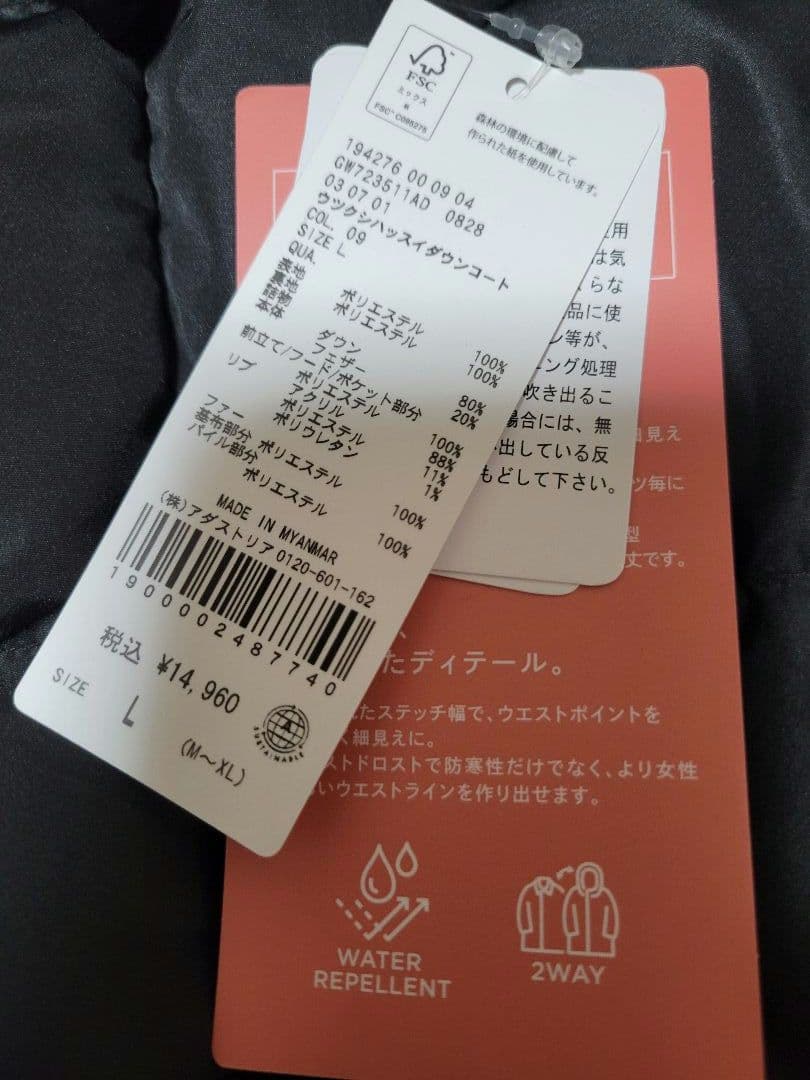 FSC
ミックス
紙
FSC™ C095275
森林の環境に配慮して
作られた紙を使用しています。
194276 00 09 04
GW723511AD 0828
03 07 01
ウツクシハッスイダウンコート
COL. 09
SIZE L
QUA.
表地 ポリエステル 100%
裏地 ポリエステル 100%
詰物
本体 ダウン 80%
フェザー 20%
前立て/フード/ポケット部分
ポリエステル 100%
リブ ポリエステル 88%
アクリル 11%
ポリウレタン 1%
ファー
基布部分 ポリエステル 100%
パイル部分
ポリエステル 100%
MADE IN MYANMAR
(株)アダストリア 0120-601-162
1900002487740
税込 ¥14,960
SIZE L
(M〜XL)
SUSTAINABLE
用
は気
らな
品に使
ン等が、
ニング処理
吹き出るこ
場合には、無
出している反
もどして下さい。
細見え
ツ毎に
型
丈です。
たディテール。
れたステッチ幅で、ウエストポイントを
く細見えに。
ストドロストで防寒性だけでなく、より女性
いウエストラインを作り出せます。
WATER
REPELLENT
2WAY